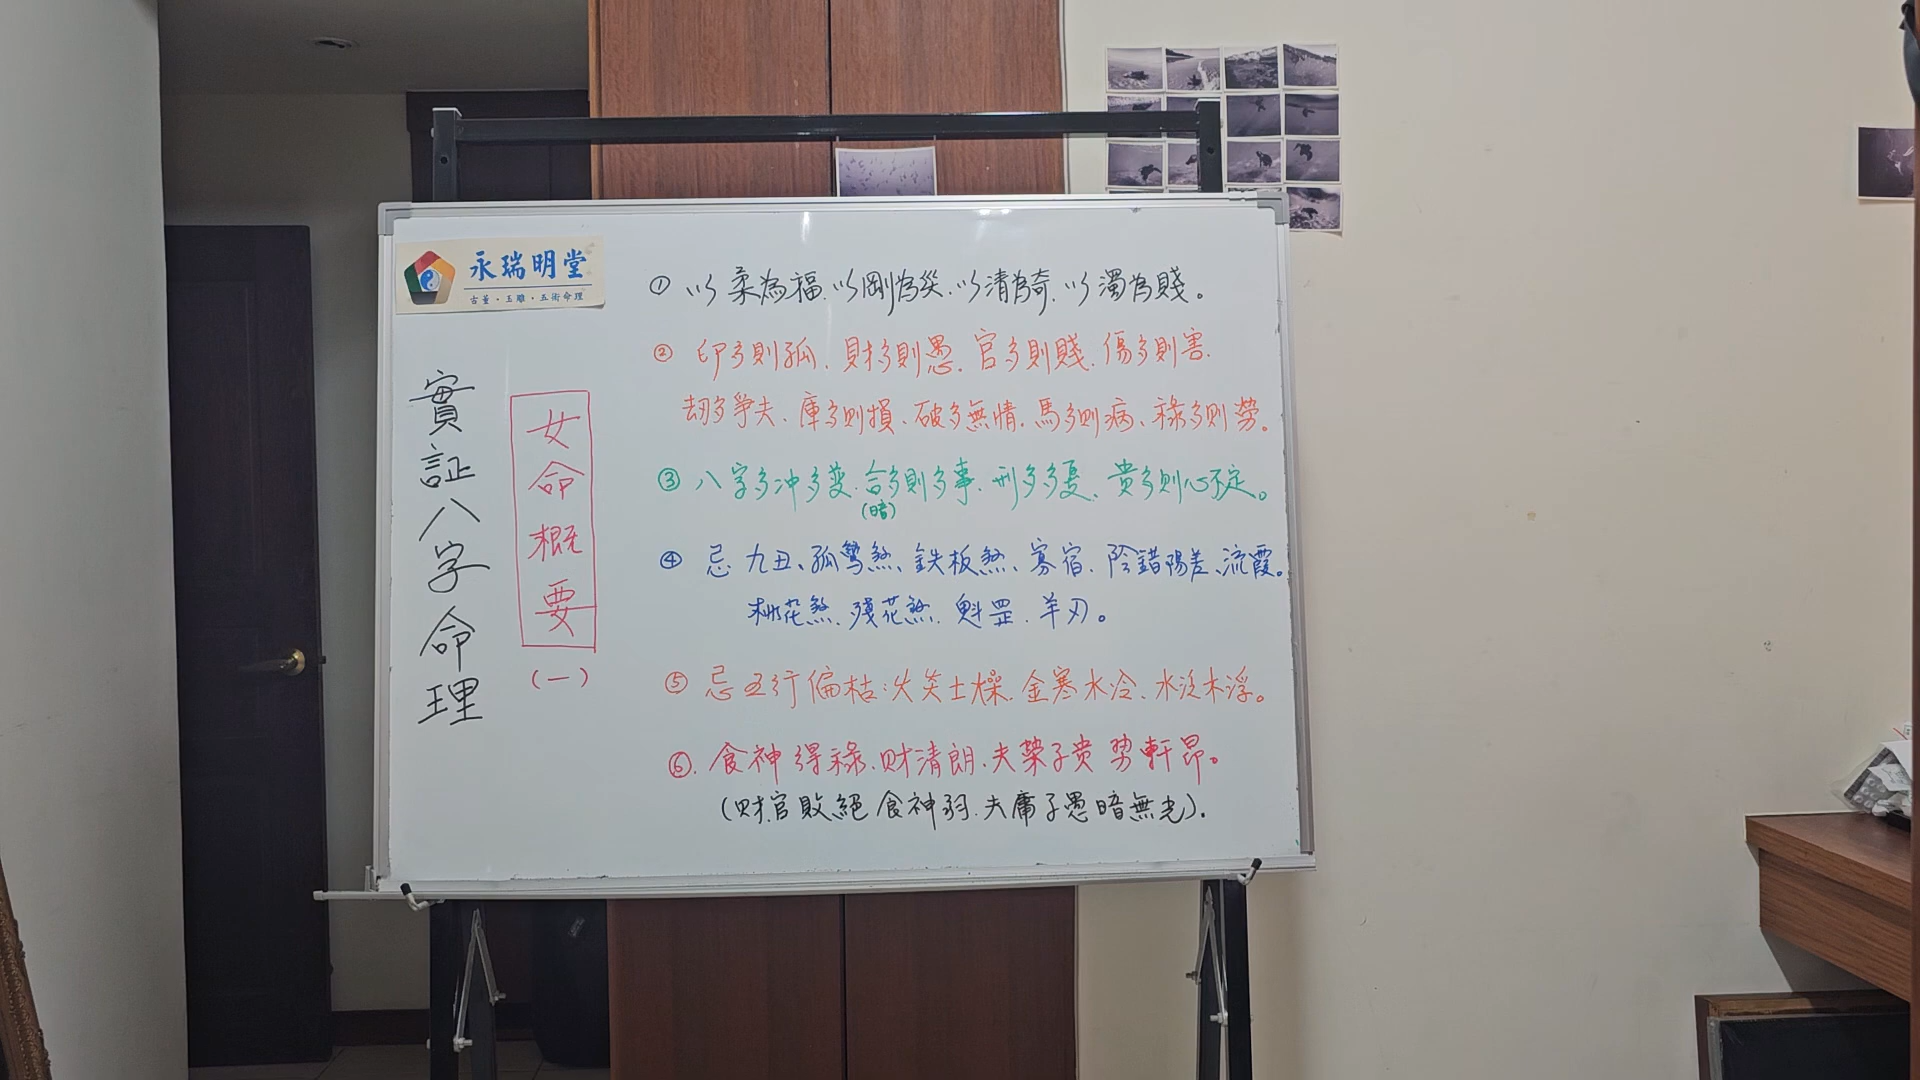 永瑞明堂
古董・玉雕・五術命理
實証八字命理
女命概要
(一)
① 以柔為福.以剛為災.以清為奇.以濁為賤。
② 印多則孤.財多則愚.官多則賤.傷多則害.
劫多爭夫、庫多則損、破多無情.馬多則病、祿多則勞。
③ 八字多冲多變.合多則多事.刑多多憂、貴多則心不定。
(暗)
④ 忌九丑、孤鸞煞、鉄板煞、寡宿、陰錯陽差、流霞。
桃花煞.殘花煞.魁罡.羊刃。
⑤ 忌五行偏枯:火炎土燥.金寒水冷、水泛木浮。
⑥.食神得祿.财清朗.夫榮子贵势軒昂。
(财官敗絕食神弱.夫庸子愚暗無光).